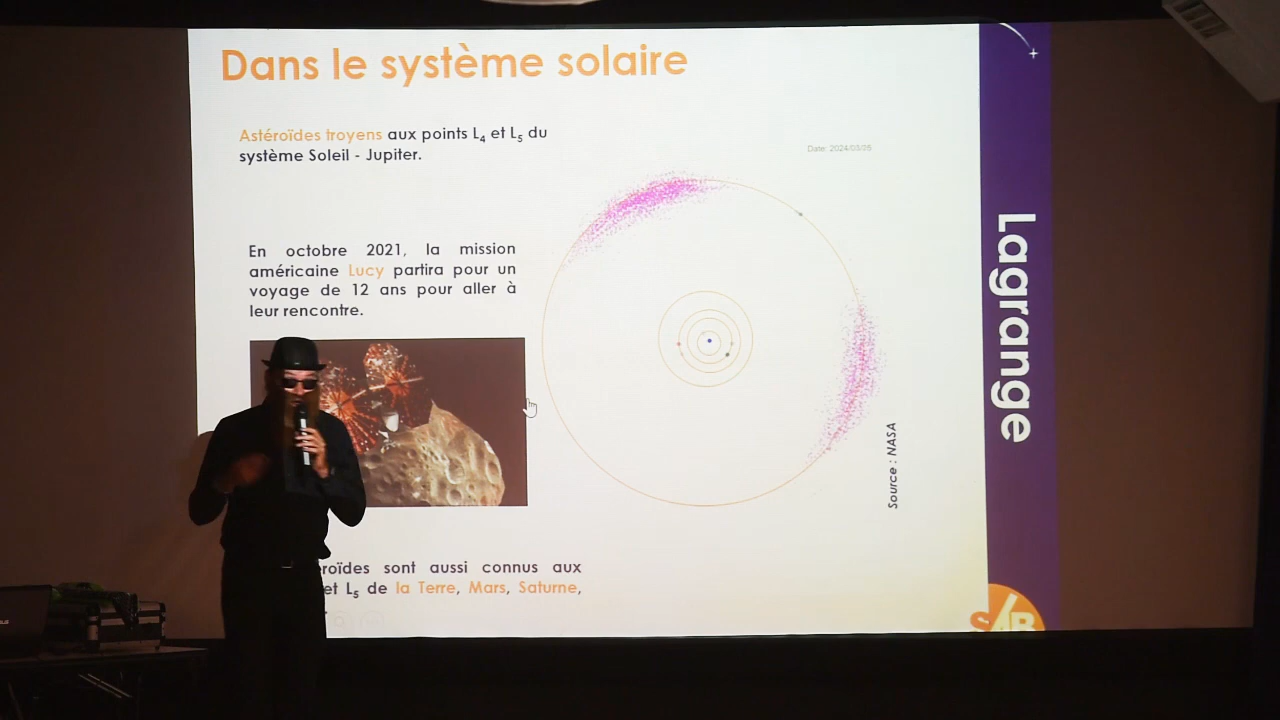 Dans le système solaire
Astéroïdes troyens aux points L4 et L5 du
système Soleil - Jupiter.
Date: 2024/03/25
En octobre 2021, la mission
américaine Lucy partira pour un
voyage de 12 ans pour aller à
leur rencontre.
Source : NASA
Lagrange
roïdes sont aussi connus aux
et L5 de la Terre, Mars, Saturne,
SAB